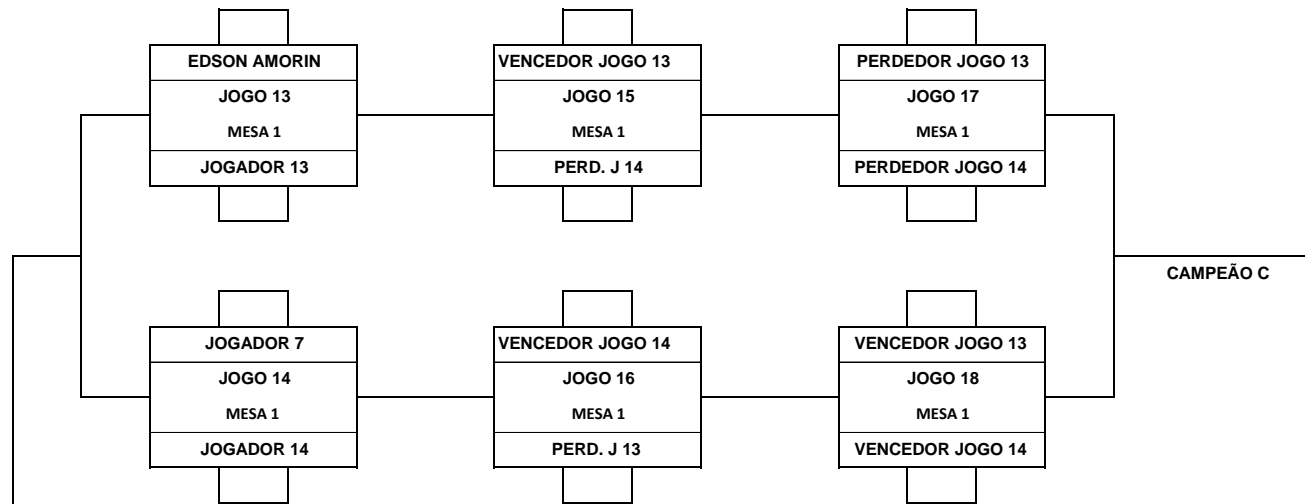 EDSON AMORIN
JOGO 13
MESA 1
JOGADOR 13
VENCEDOR JOGO 13
JOGO 15
MESA 1
PERD. J 14
PERDEDOR JOGO 13
JOGO 17
MESA 1
PERDEDOR JOGO 14
CAMPEÃO C
JOGADOR 7
JOGO 14
MESA 1
JOGADOR 14
VENCEDOR JOGO 14
JOGO 16
MESA 1
PERD. J 13
VENCEDOR JOGO 13
JOGO 18
MESA 1
VENCEDOR JOGO 14